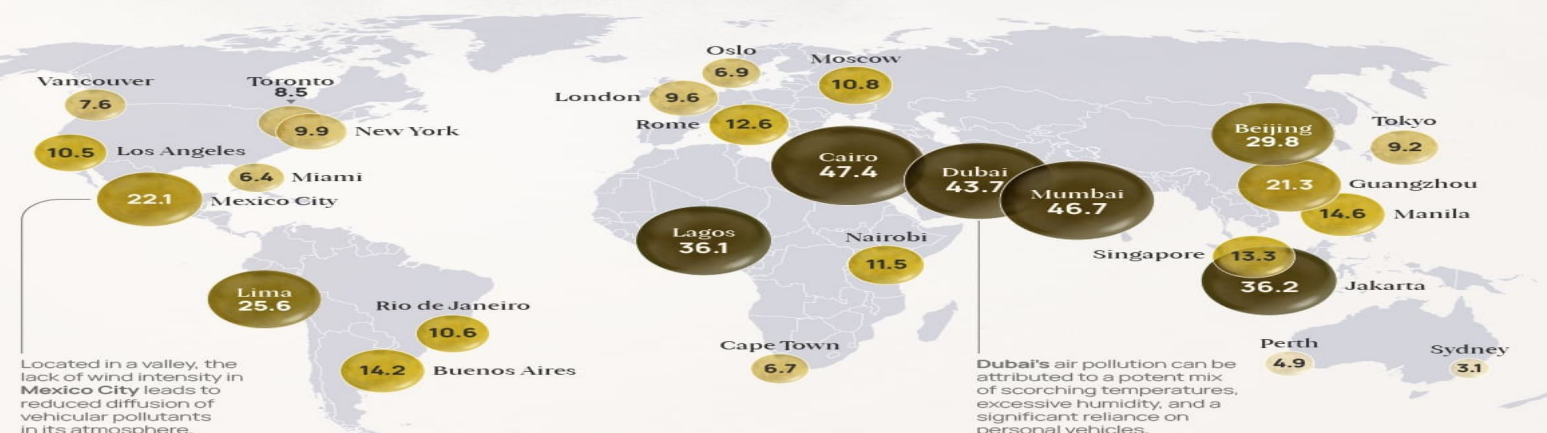 Oslo
6.9
Moscow
10.8
Vancouver
7.6
Toronto
8.5
London
9.6
9.9
New York
Rome
12.6
Beijing
29.8
Tokyo
9.2
10.5
Los Angeles
Cairo
47.4
Dubai
43.7
Mumbai
46.7
6.4
Miami
21.3
Guangzhou
22.1
Mexico City
14.6
Manila
Lagos
36.1
Nairobi
11.5
Singapore
13.3
36.2
Jakarta
Lima
25.6
Rio de Janeiro
10.6
14.2
Buenos Aires
Cape Town
6.7
Perth
4.9
Sydney
3.1
Located in a valley, the
lack of wind intensity in
Mexico City leads to
reduced diffusion of
vehicular pollutants
in its atmosphere.
Dubai's air pollution can be
attributed to a potent mix
of scorching temperatures,
excessive humidity, and a
significant reliance on
personal vehicles.